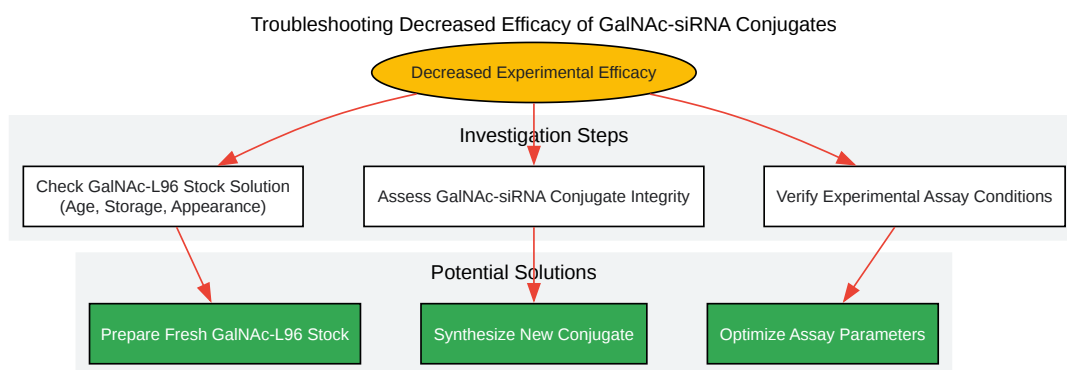 Troubleshooting Decreased Efficacy of GalNAc-siRNA Conjugates
Decreased Experimental Efficacy
Investigation Steps
Check GalNAc-L96 Stock Solution
(Age, Storage, Appearance)
Assess GalNAc-siRNA Conjugate Integrity
Verify Experimental Assay Conditions
Potential Solutions
Prepare Fresh GalNAc-L96 Stock
Synthesize New Conjugate
Optimize Assay Parameters